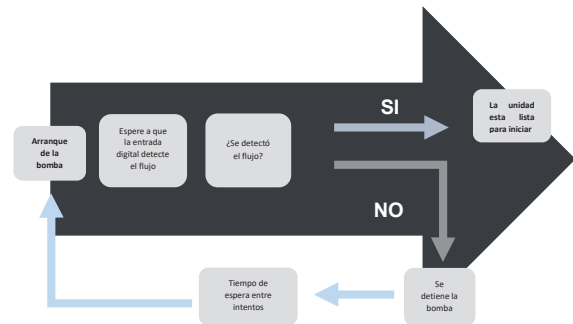 Arranque
de la
bomba
Espere a que
la entrada
digital detecte
el flujo
¿Se detectó
el flujo?
SI
La unidad
esta lista
para iniciar
NO
Se
detiene la
bomba
Tiempo de
espera entre
intentos